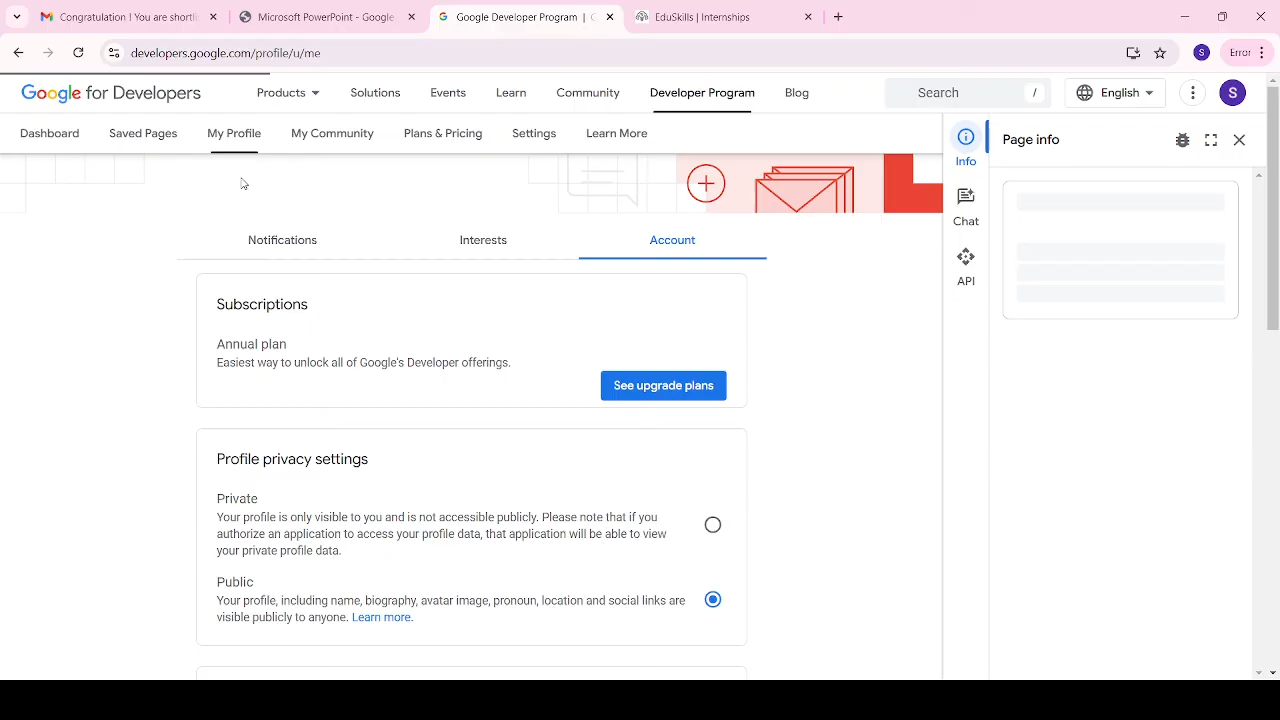 Congratulation ! You are shortli
Microsoft PowerPoint - Google
Google Developer Program | G
EduSkills | Internships
developers.google.com/profile/u/me
S
Error
Google for Developers
Products
Solutions
Events
Learn
Community
Developer Program
Blog
Search
/
English
S
Dashboard
Saved Pages
My Profile
My Community
Plans & Pricing
Settings
Learn More
Info
Chat
API
Page info
Notifications
Interests
Account
Subscriptions
Annual plan
Easiest way to unlock all of Google's Developer offerings.
See upgrade plans
Profile privacy settings
Private
Your profile is only visible to you and is not accessible publicly. Please note that if you
authorize an application to access your profile data, that application will be able to view
your private profile data.
Public
Your profile, including name, biography, avatar image, pronoun, location and social links are
visible publicly to anyone. Learn more.